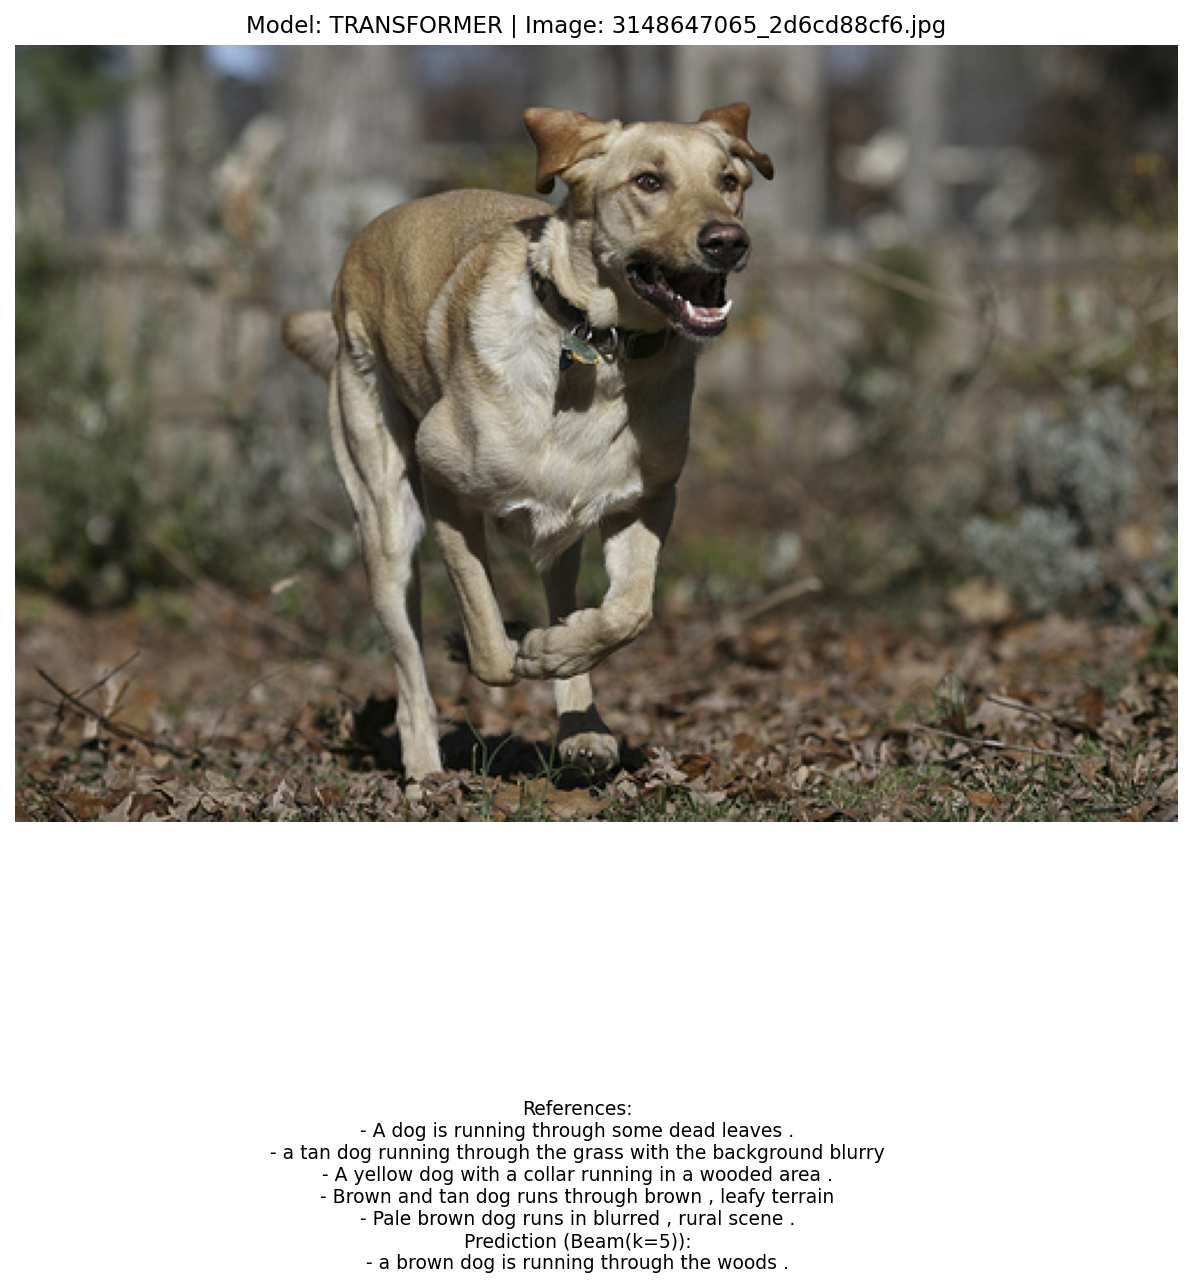 Model: TRANSFORMER | Image: 3148647065_2d6cd88cf6.jpg
References:
- A dog is running through some dead leaves .
- a tan dog running through the grass with the background blurry
- A yellow dog with a collar running in a wooded area .
- Brown and tan dog runs through brown , leafy terrain
- Pale brown dog runs in blurred , rural scene .
Prediction (Beam(k=5)):
- a brown dog is running through the woods .